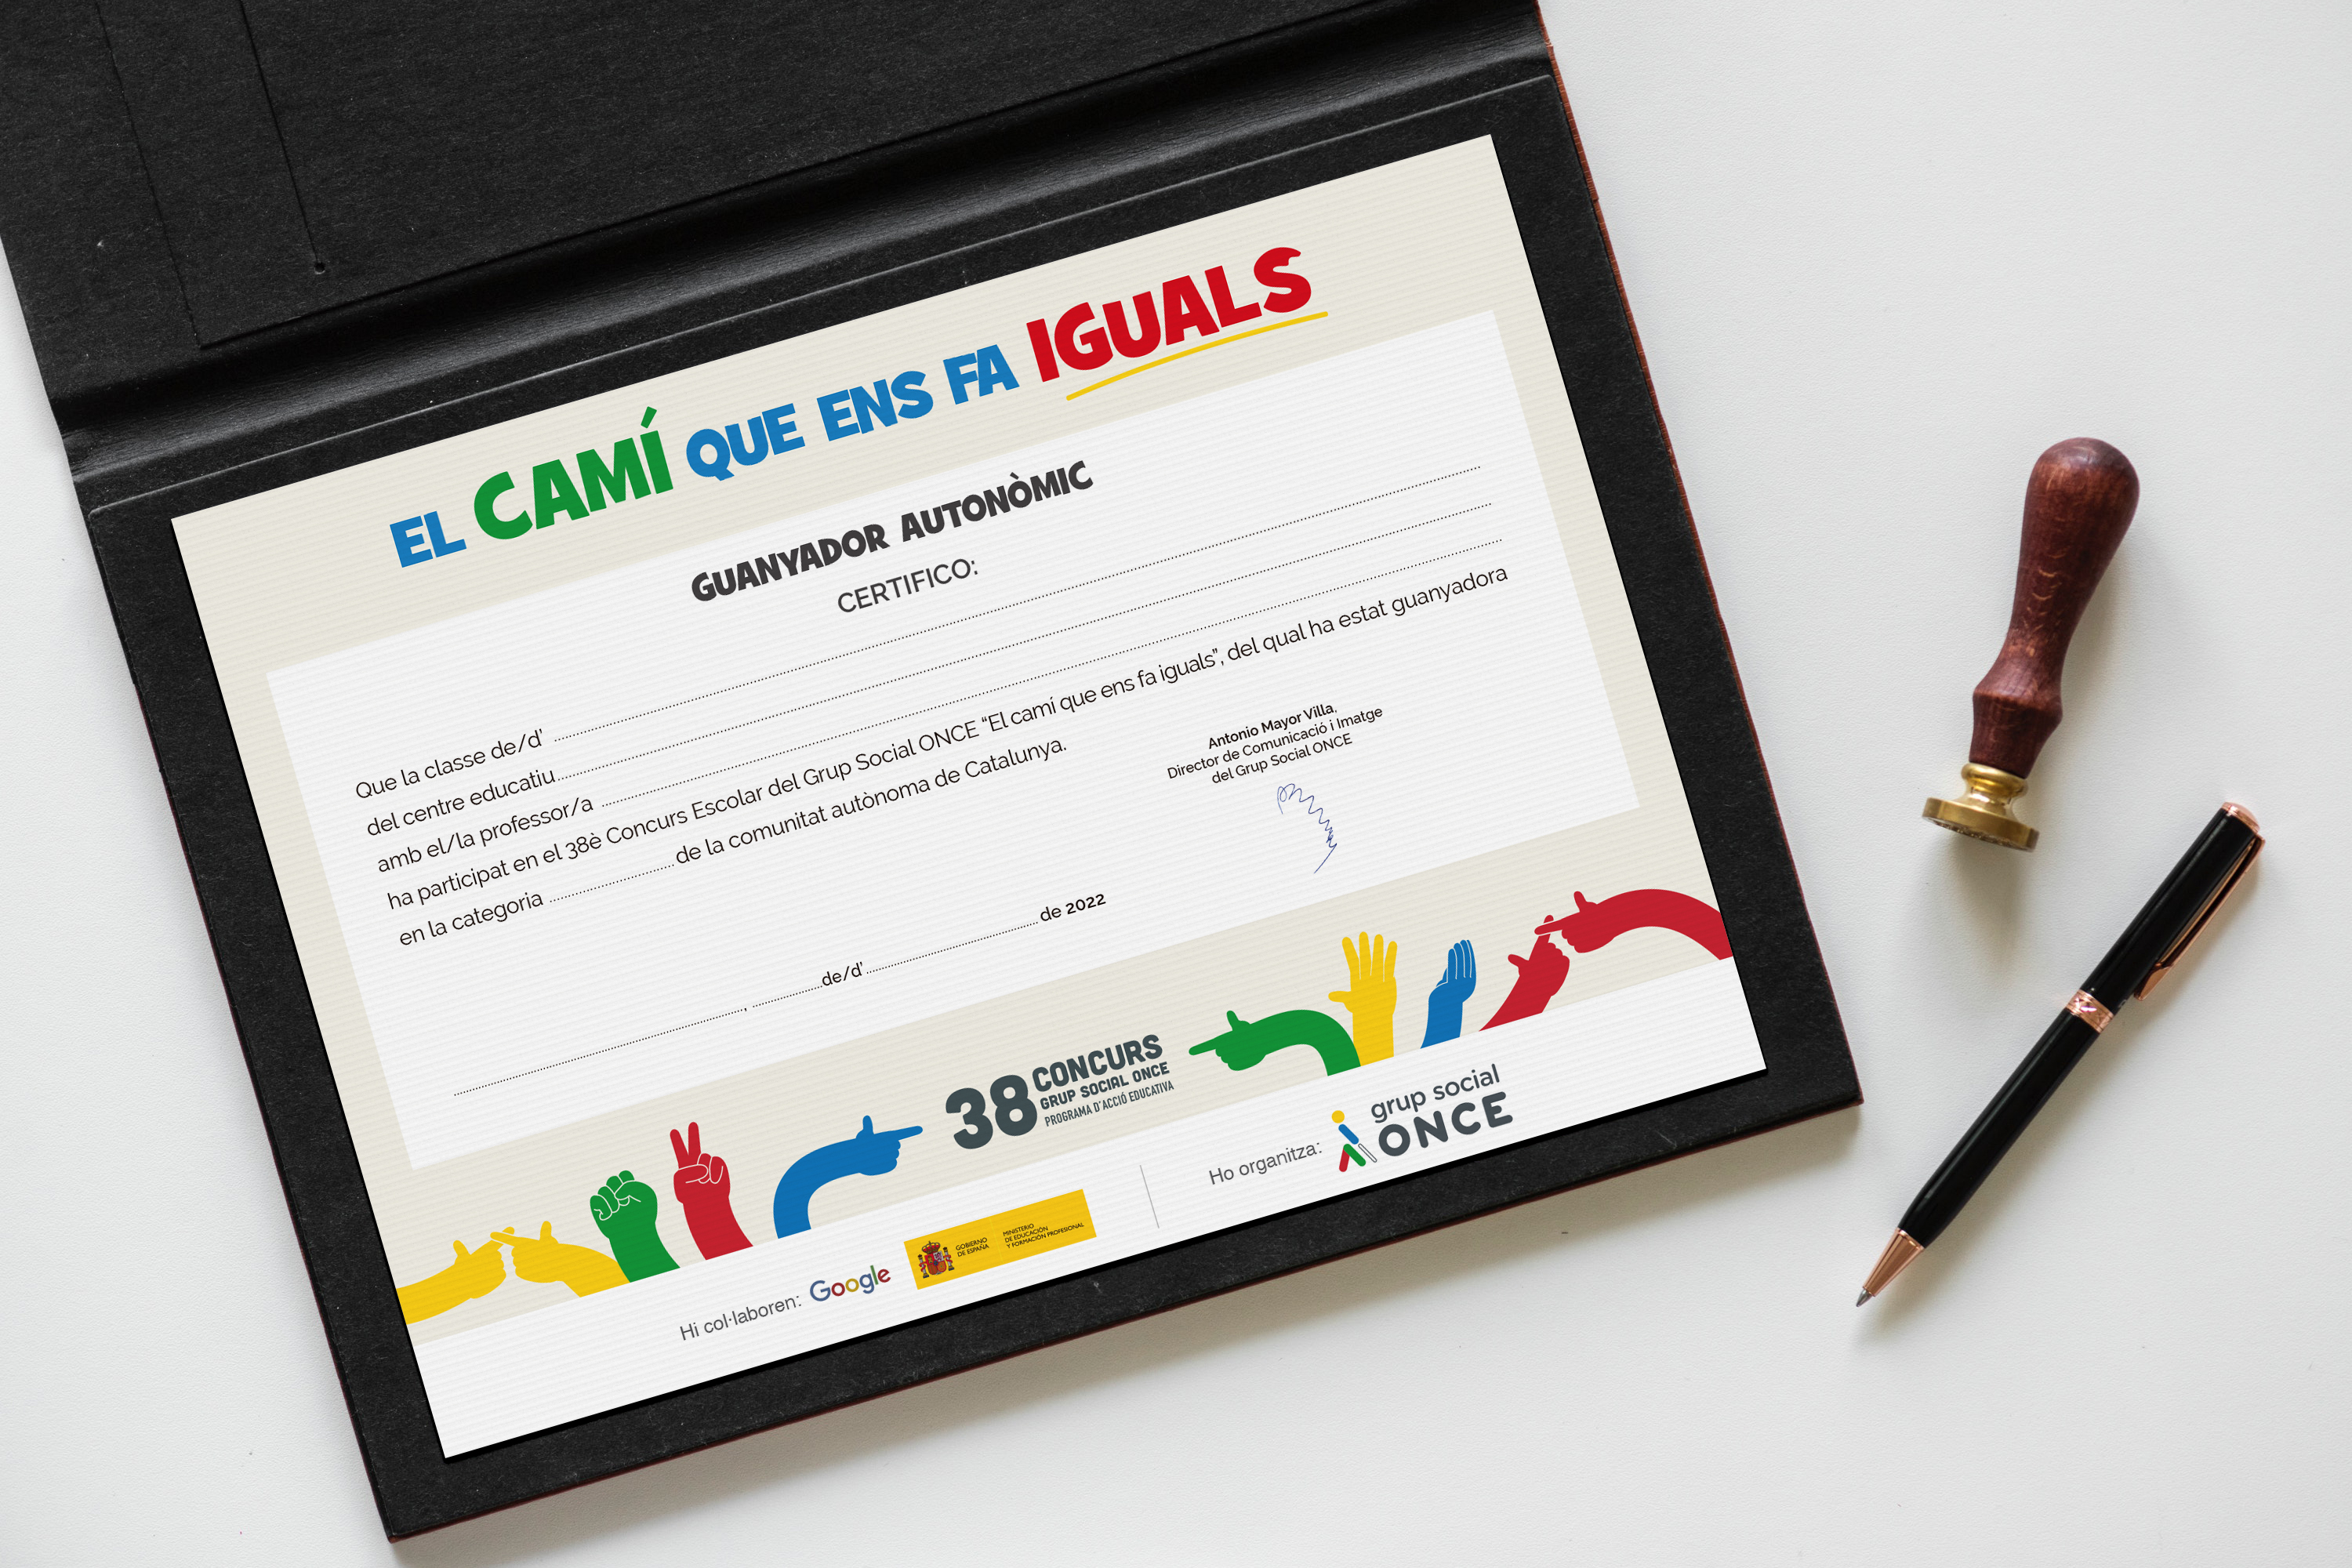 EL CAMÍ QUE ENS FA IGUALS
GUANYADOR AUTONÒMIC
CERTIFICO:
Que la classe de/d'
del centre educatiu
amb el/la professor/a
ha participat en el 38è Concurs Escolar del Grup Social ONCE “El camí que ens fa iguals”, del qual ha estat guanyadora
en la categoria de la comunitat autònoma de Catalunya.
Antonio Mayor Villa,
Director de Comunicació i Imatge
del Grup Social ONCE
, de/d' de 2022
38 CONCURS
GRUP SOCIAL ONCE
PROGRAMA D'ACCIÓ EDUCATIVA
Hi col·laboren: Google
GOBIERNO
DE ESPAÑA
MINISTERIO
DE EDUCACIÓN
Y FORMACIÓN PROFESIONAL
Ho organitza:
grup social
ONCE